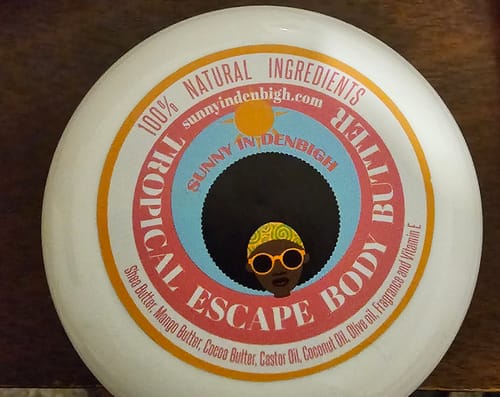 100% NATURAL INGREDIENTS
sunnyindenbigh.com
SUNNY IN DENBIGH
TROPICAL ESCAPE BODY BUTTER
Shea Butter, Mango Butter, Cocoa Butter, Castor Oil, Coconut Oil, Olive oil, Fragrance and Vitamin E